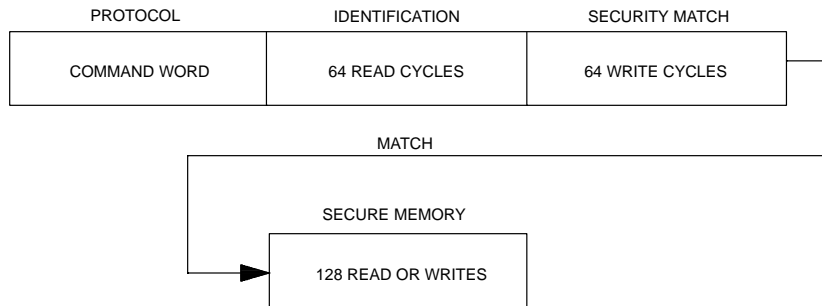 PROTOCOL IDENTIFICATION SECURITY MATCH
COMMAND WORD 64 READ CYCLES 64 WRITE CYCLES
MATCH
SECURE MEMORY
128 READ OR WRITES